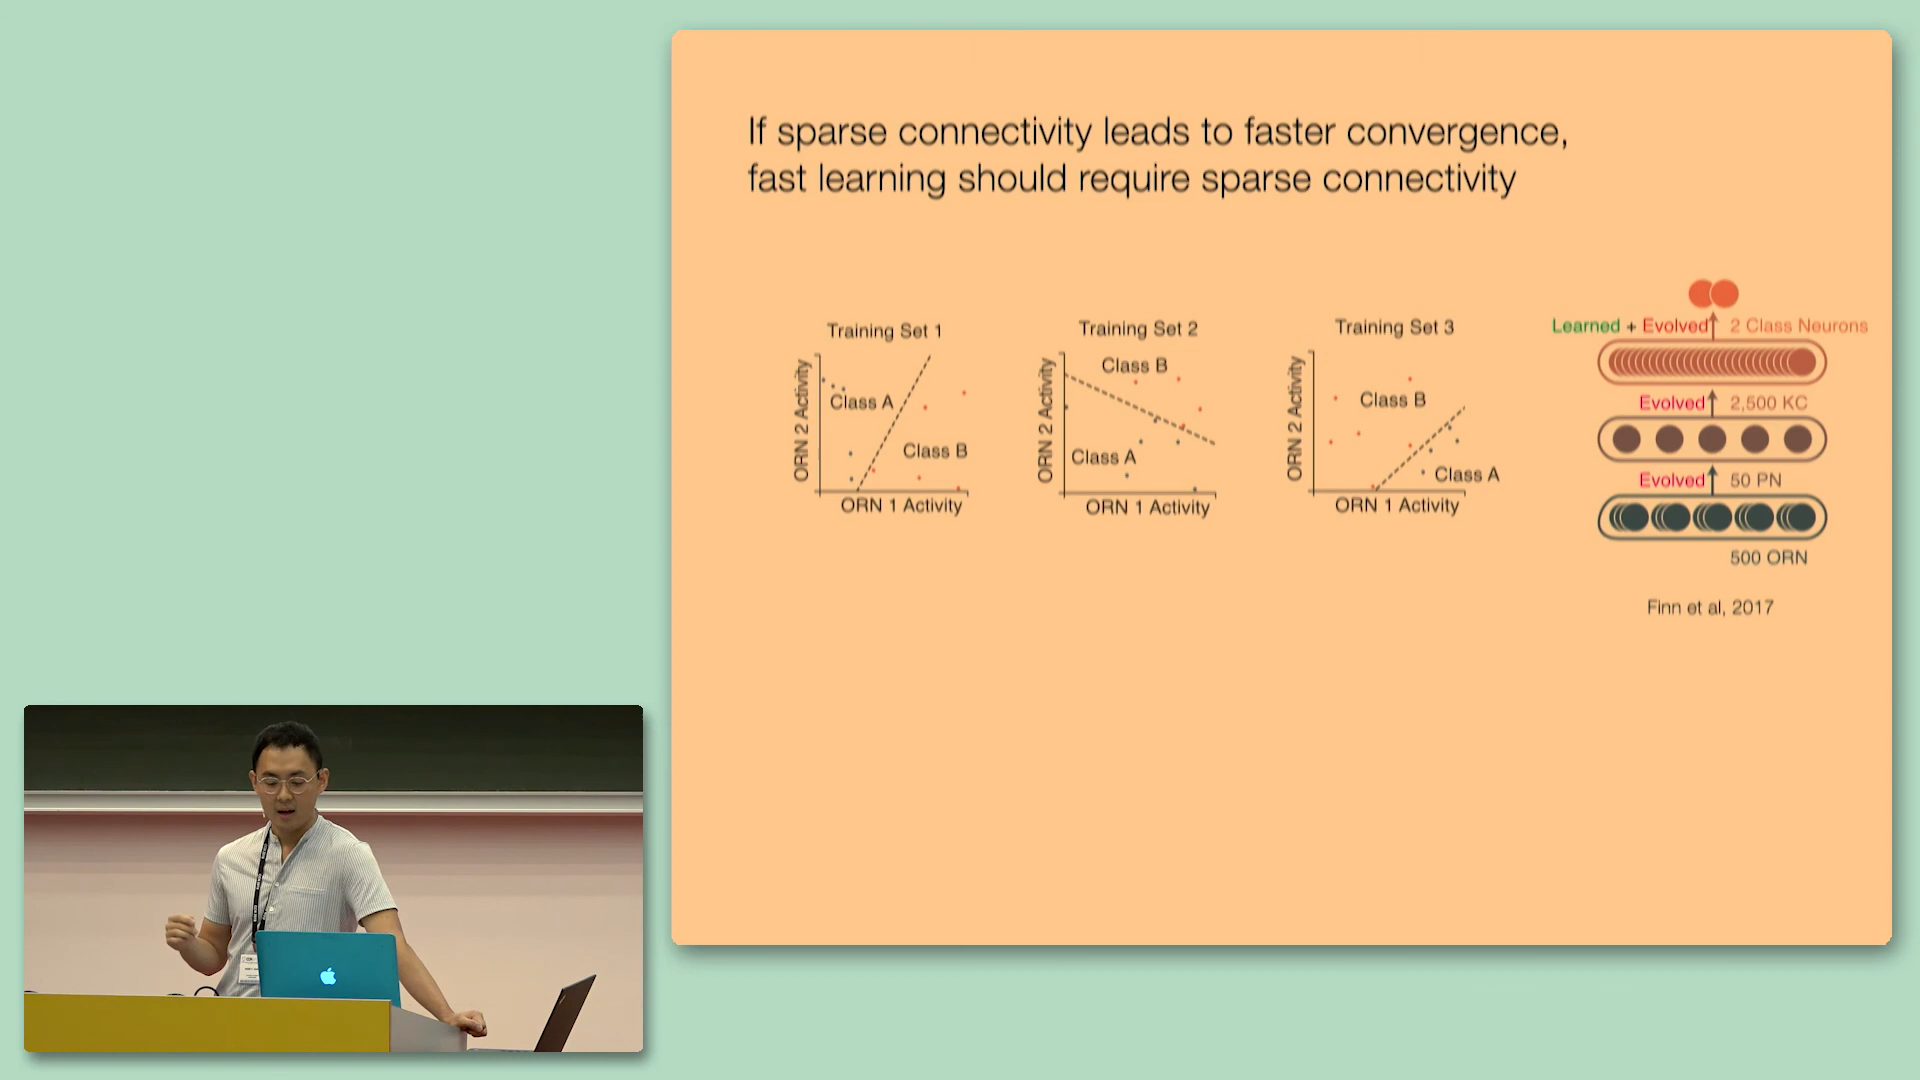 If sparse connectivity leads to faster convergence,
fast learning should require sparse connectivity
Training Set 1
ORN 2 Activity
Class A
Class B
ORN 1 Activity
Training Set 2
ORN 2 Activity
Class B
Class A
ORN 1 Activity
Training Set 3
ORN 2 Activity
Class B
Class A
ORN 1 Activity
Learned + Evolved 2 Class Neurons
Evolved 2,500 KC
Evolved 50 PN
500 ORN
Finn et al, 2017